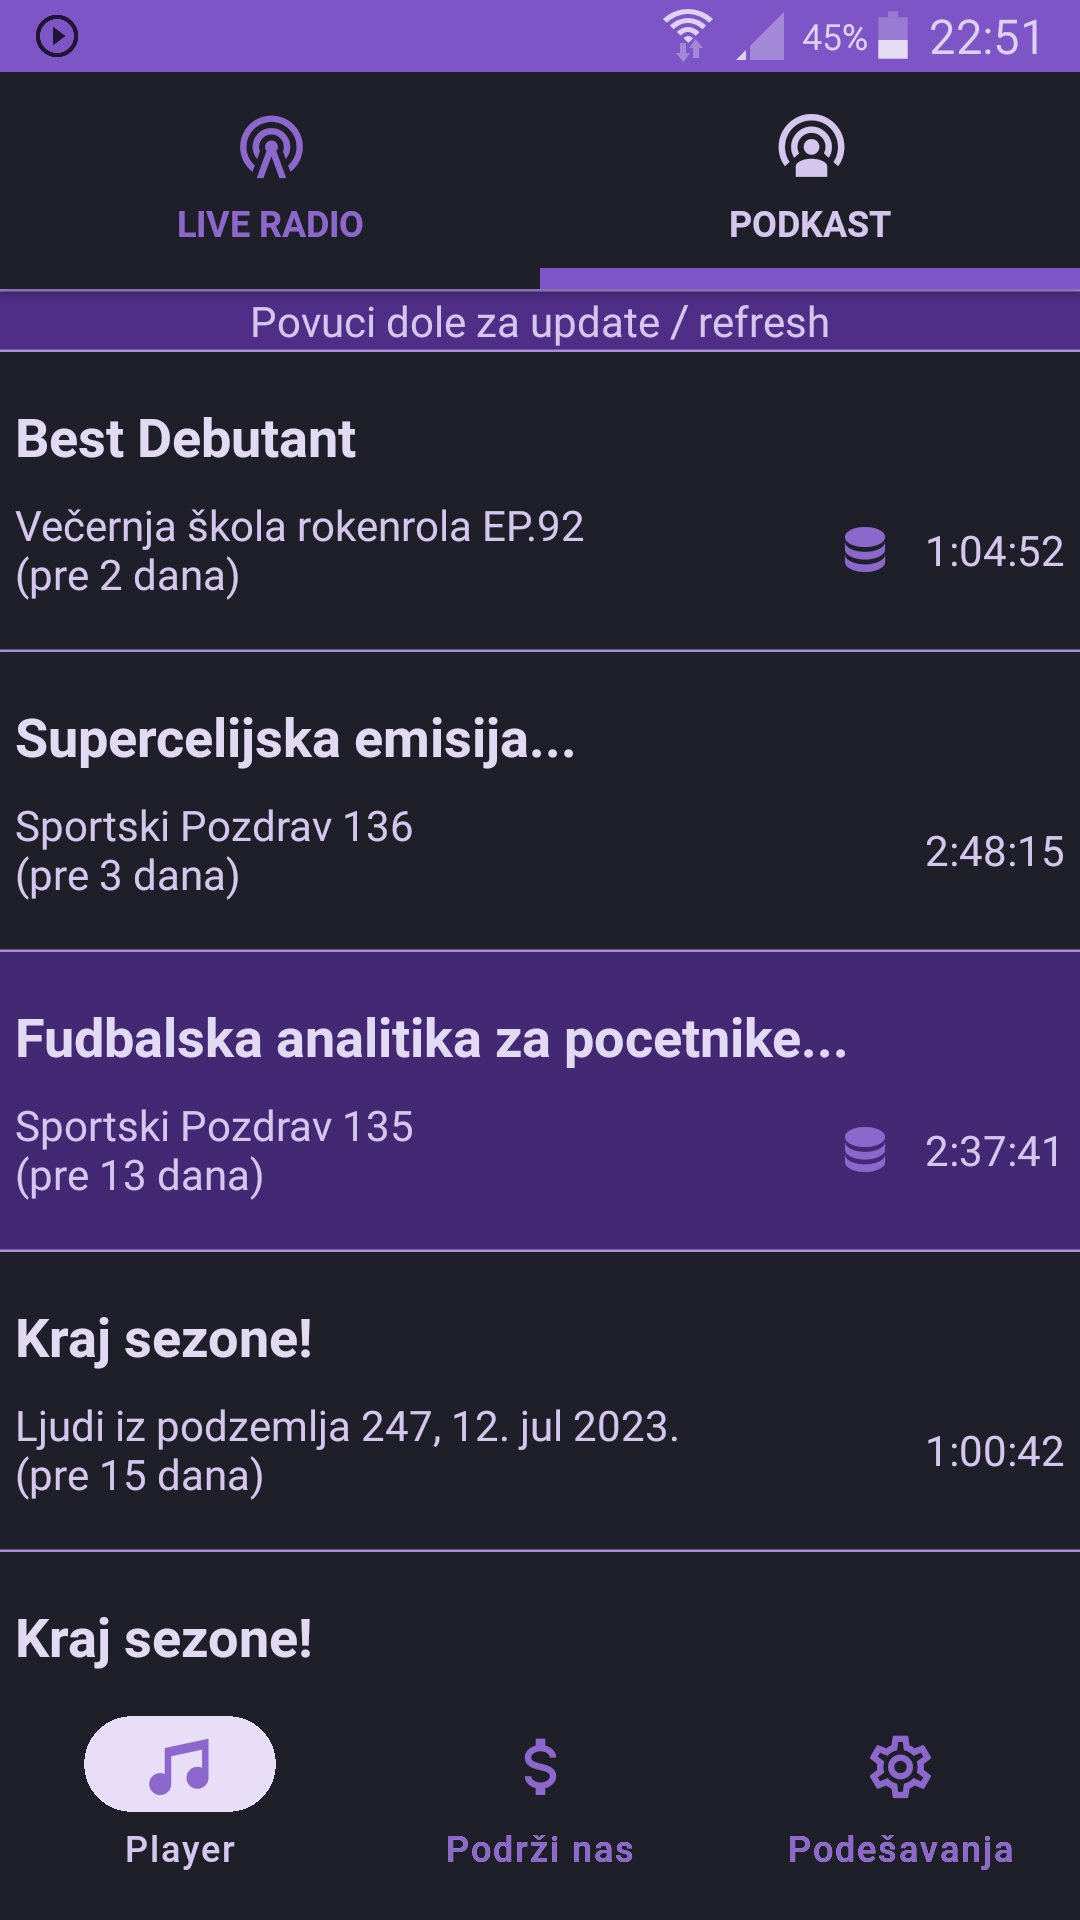 45% 22:51
LIVE RADIO
PODKAST
Povuci dole za update / refresh
Best Debutant
Večernja škola rokenrola EP.92
(pre 2 dana)
1:04:52
Supercelijska emisija...
Sportski Pozdrav 136
(pre 3 dana)
2:48:15
Fudbalska analitika za pocetnike...
Sportski Pozdrav 135
(pre 13 dana)
2:37:41
Kraj sezone!
Ljudi iz podzemlja 247, 12. jul 2023.
(pre 15 dana)
1:00:42
Kraj sezone!
Player
Podrži nas
Podešavanja